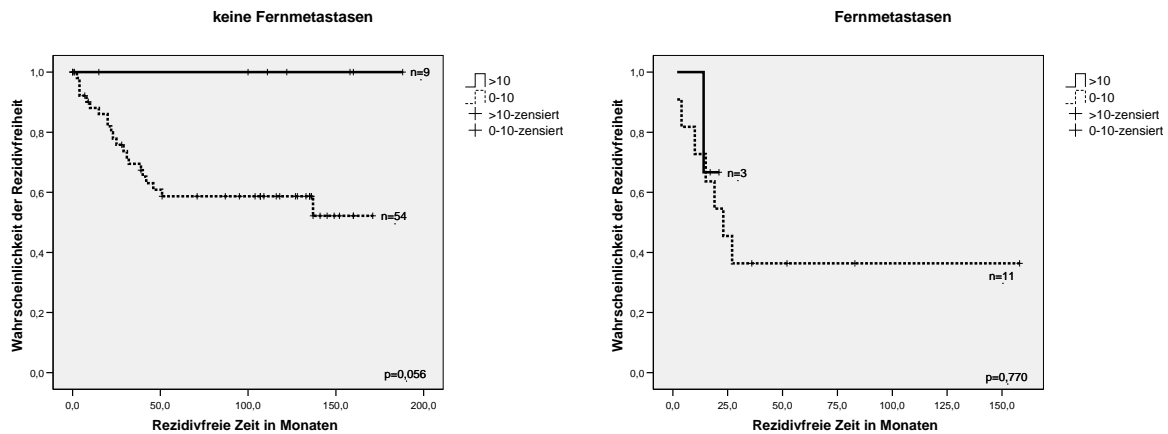 keine Fernmetastasen
Wahrscheinlichkeit der Rezidivfreiheit
1,0
0,8
0,6
0,4
0,2
0,0
n=9
n=54
p=0,056
0,0 50,0 100,0 150,0 200,0
Rezidivfreie Zeit in Monaten
>10
0-10
>10-zensiert
0-10-zensiert
Fernmetastasen
Wahrscheinlichkeit der Rezidivfreiheit
1,0
0,8
0,6
0,4
0,2
0,0
n=3
n=11
p=0,770
0,0 25,0 50,0 75,0 100,0 125,0 150,0
Rezidivfreie Zeit in Monaten
>10
0-10
>10-zensiert
0-10-zensiert